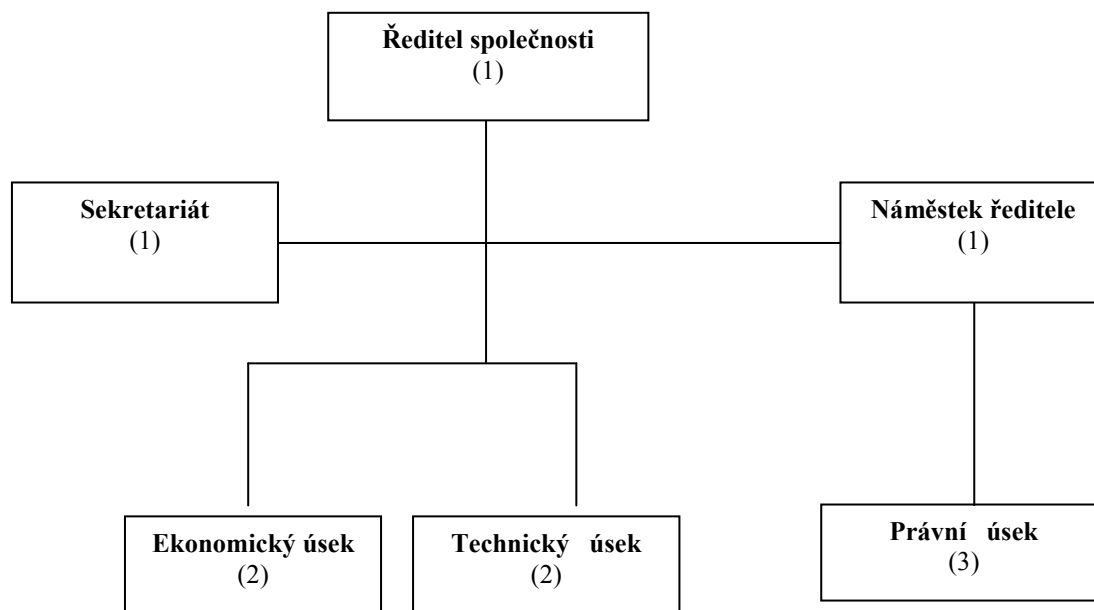 Ředitel společnosti
(1)
Sekretariát
(1)
Náměstek ředitele
(1)
Ekonomický úsek
(2)
Technický úsek
(2)
Právní úsek
(3)